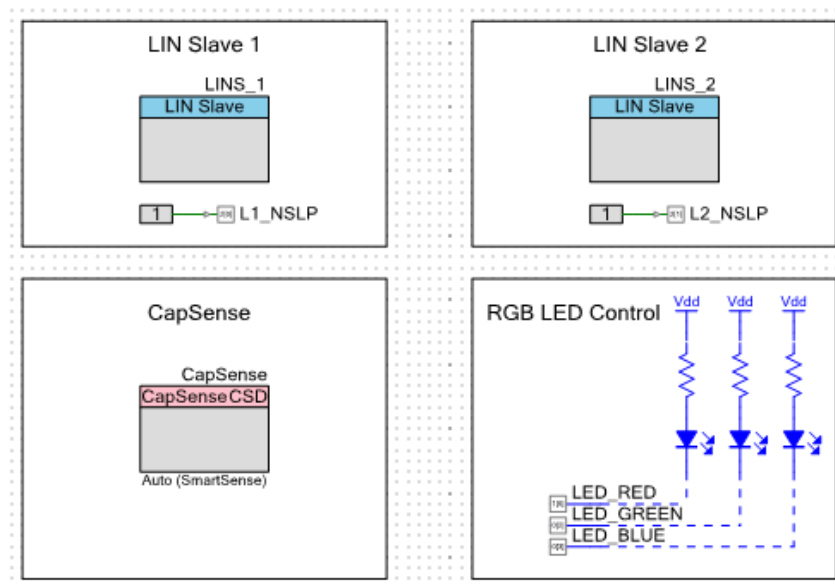 LIN Slave 1
LINS_1
LIN Slave
1
L1_NSLP
LIN Slave 2
LINS_2
LIN Slave
1
L2_NSLP
CapSense
CapSense
CapSense CSD
Auto (SmartSense)
RGB LED Control
Vdd Vdd Vdd
LED_RED
LED_GREEN
LED_BLUE